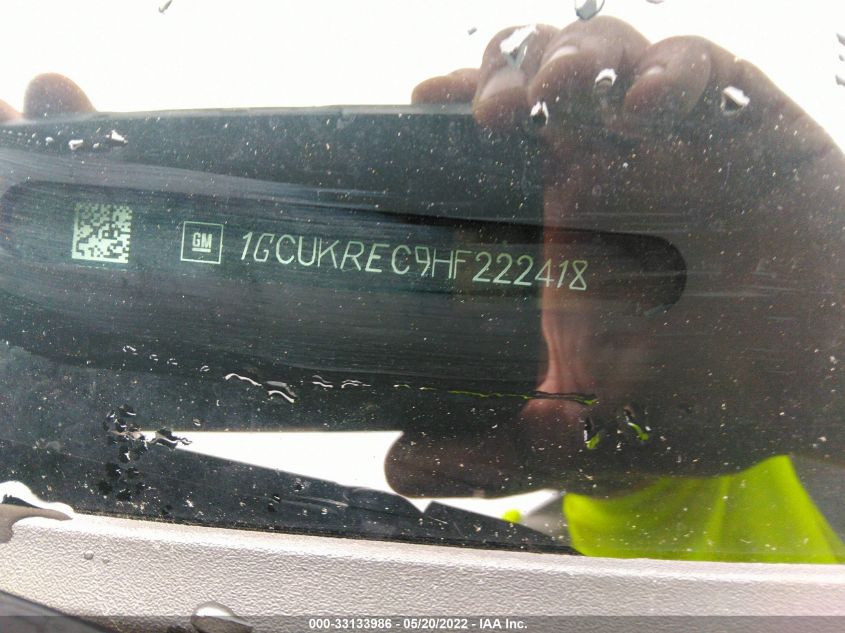 GM 1GCUKREC9HF222418
000-33133986 - 05/20/2022 - IAA Inc.